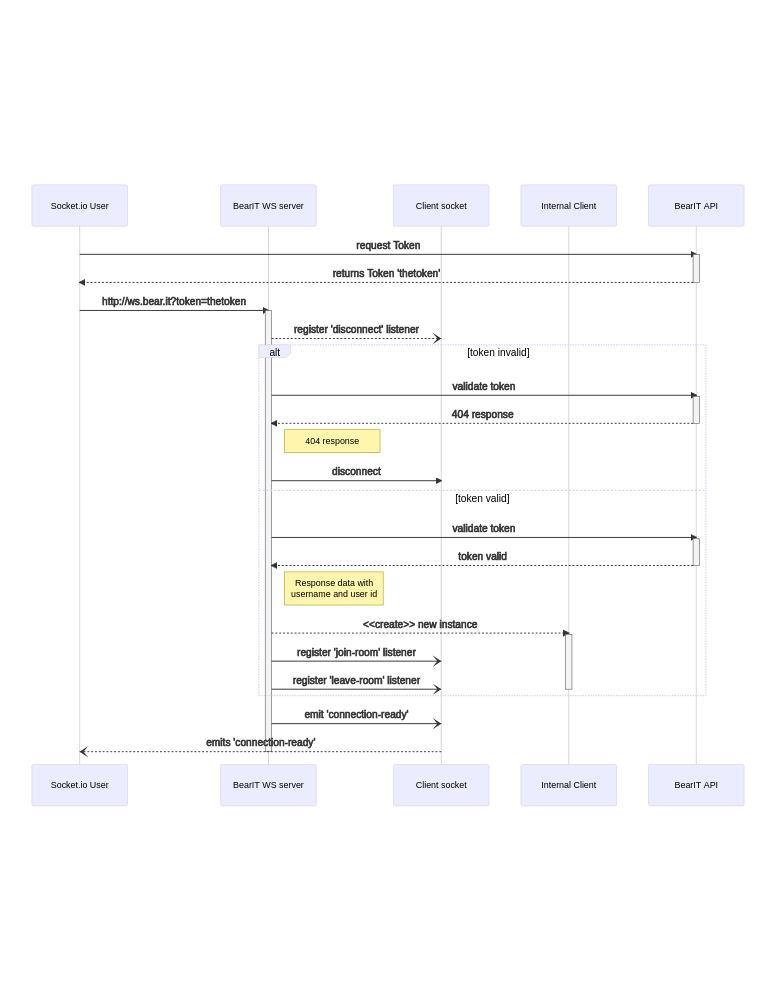 Socket.io User
BearIT WS server
Client socket
Internal Client
BearIT API
request Token
returns Token 'thetoken'
http://ws.bear.it?token=thetoken
register 'disconnect' listener
alt
[token invalid]
validate token
404 response
404 response
disconnect
[token valid]
validate token
token valid
Response data with
username and user id
<<create>> new instance
register 'join-room' listener
register 'leave-room' listener
emit 'connection-ready'
emits 'connection-ready'
Socket.io User
BearIT WS server
Client socket
Internal Client
BearIT API